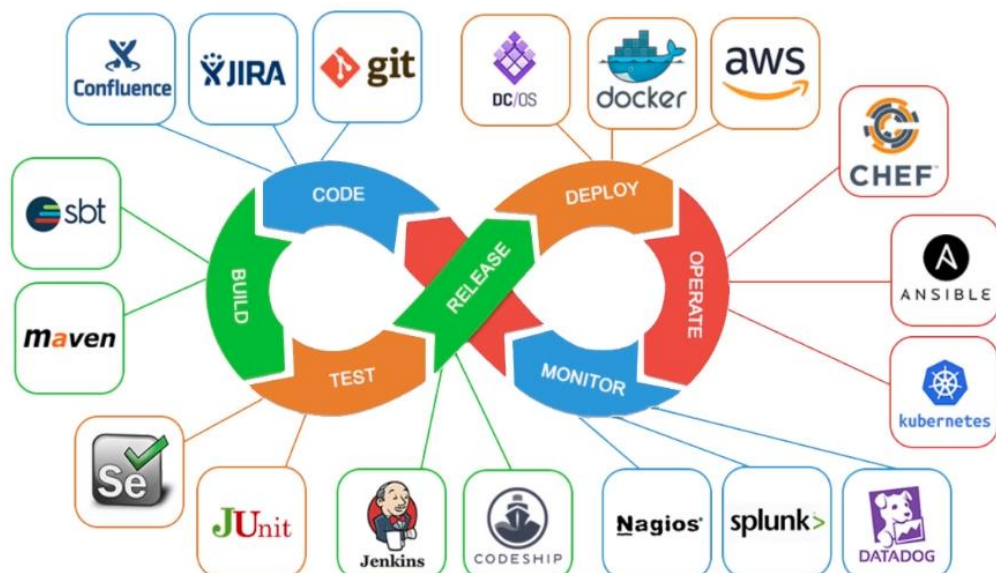 Confluence
JIRA
git
DC/OS
docker
aws
CHEF™
sbt
CODE
DEPLOY
BUILD
RELEASE
OPERATE
ANSIBLE
maven
TEST
MONITOR
kubernetes
Se
JUnit
Jenkins
CODESHIP
Nagios®
splunk>
DATADOG